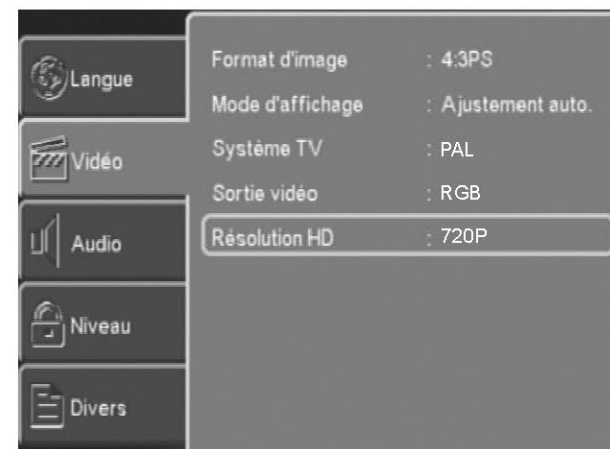 Langue
Vidéo
Audio
Niveau
Divers
Format d'image : 4:3PS
Mode d'affichage : Ajustement auto.
Système TV : PAL
Sortie vidéo : RGB
Résolution HD : 720P